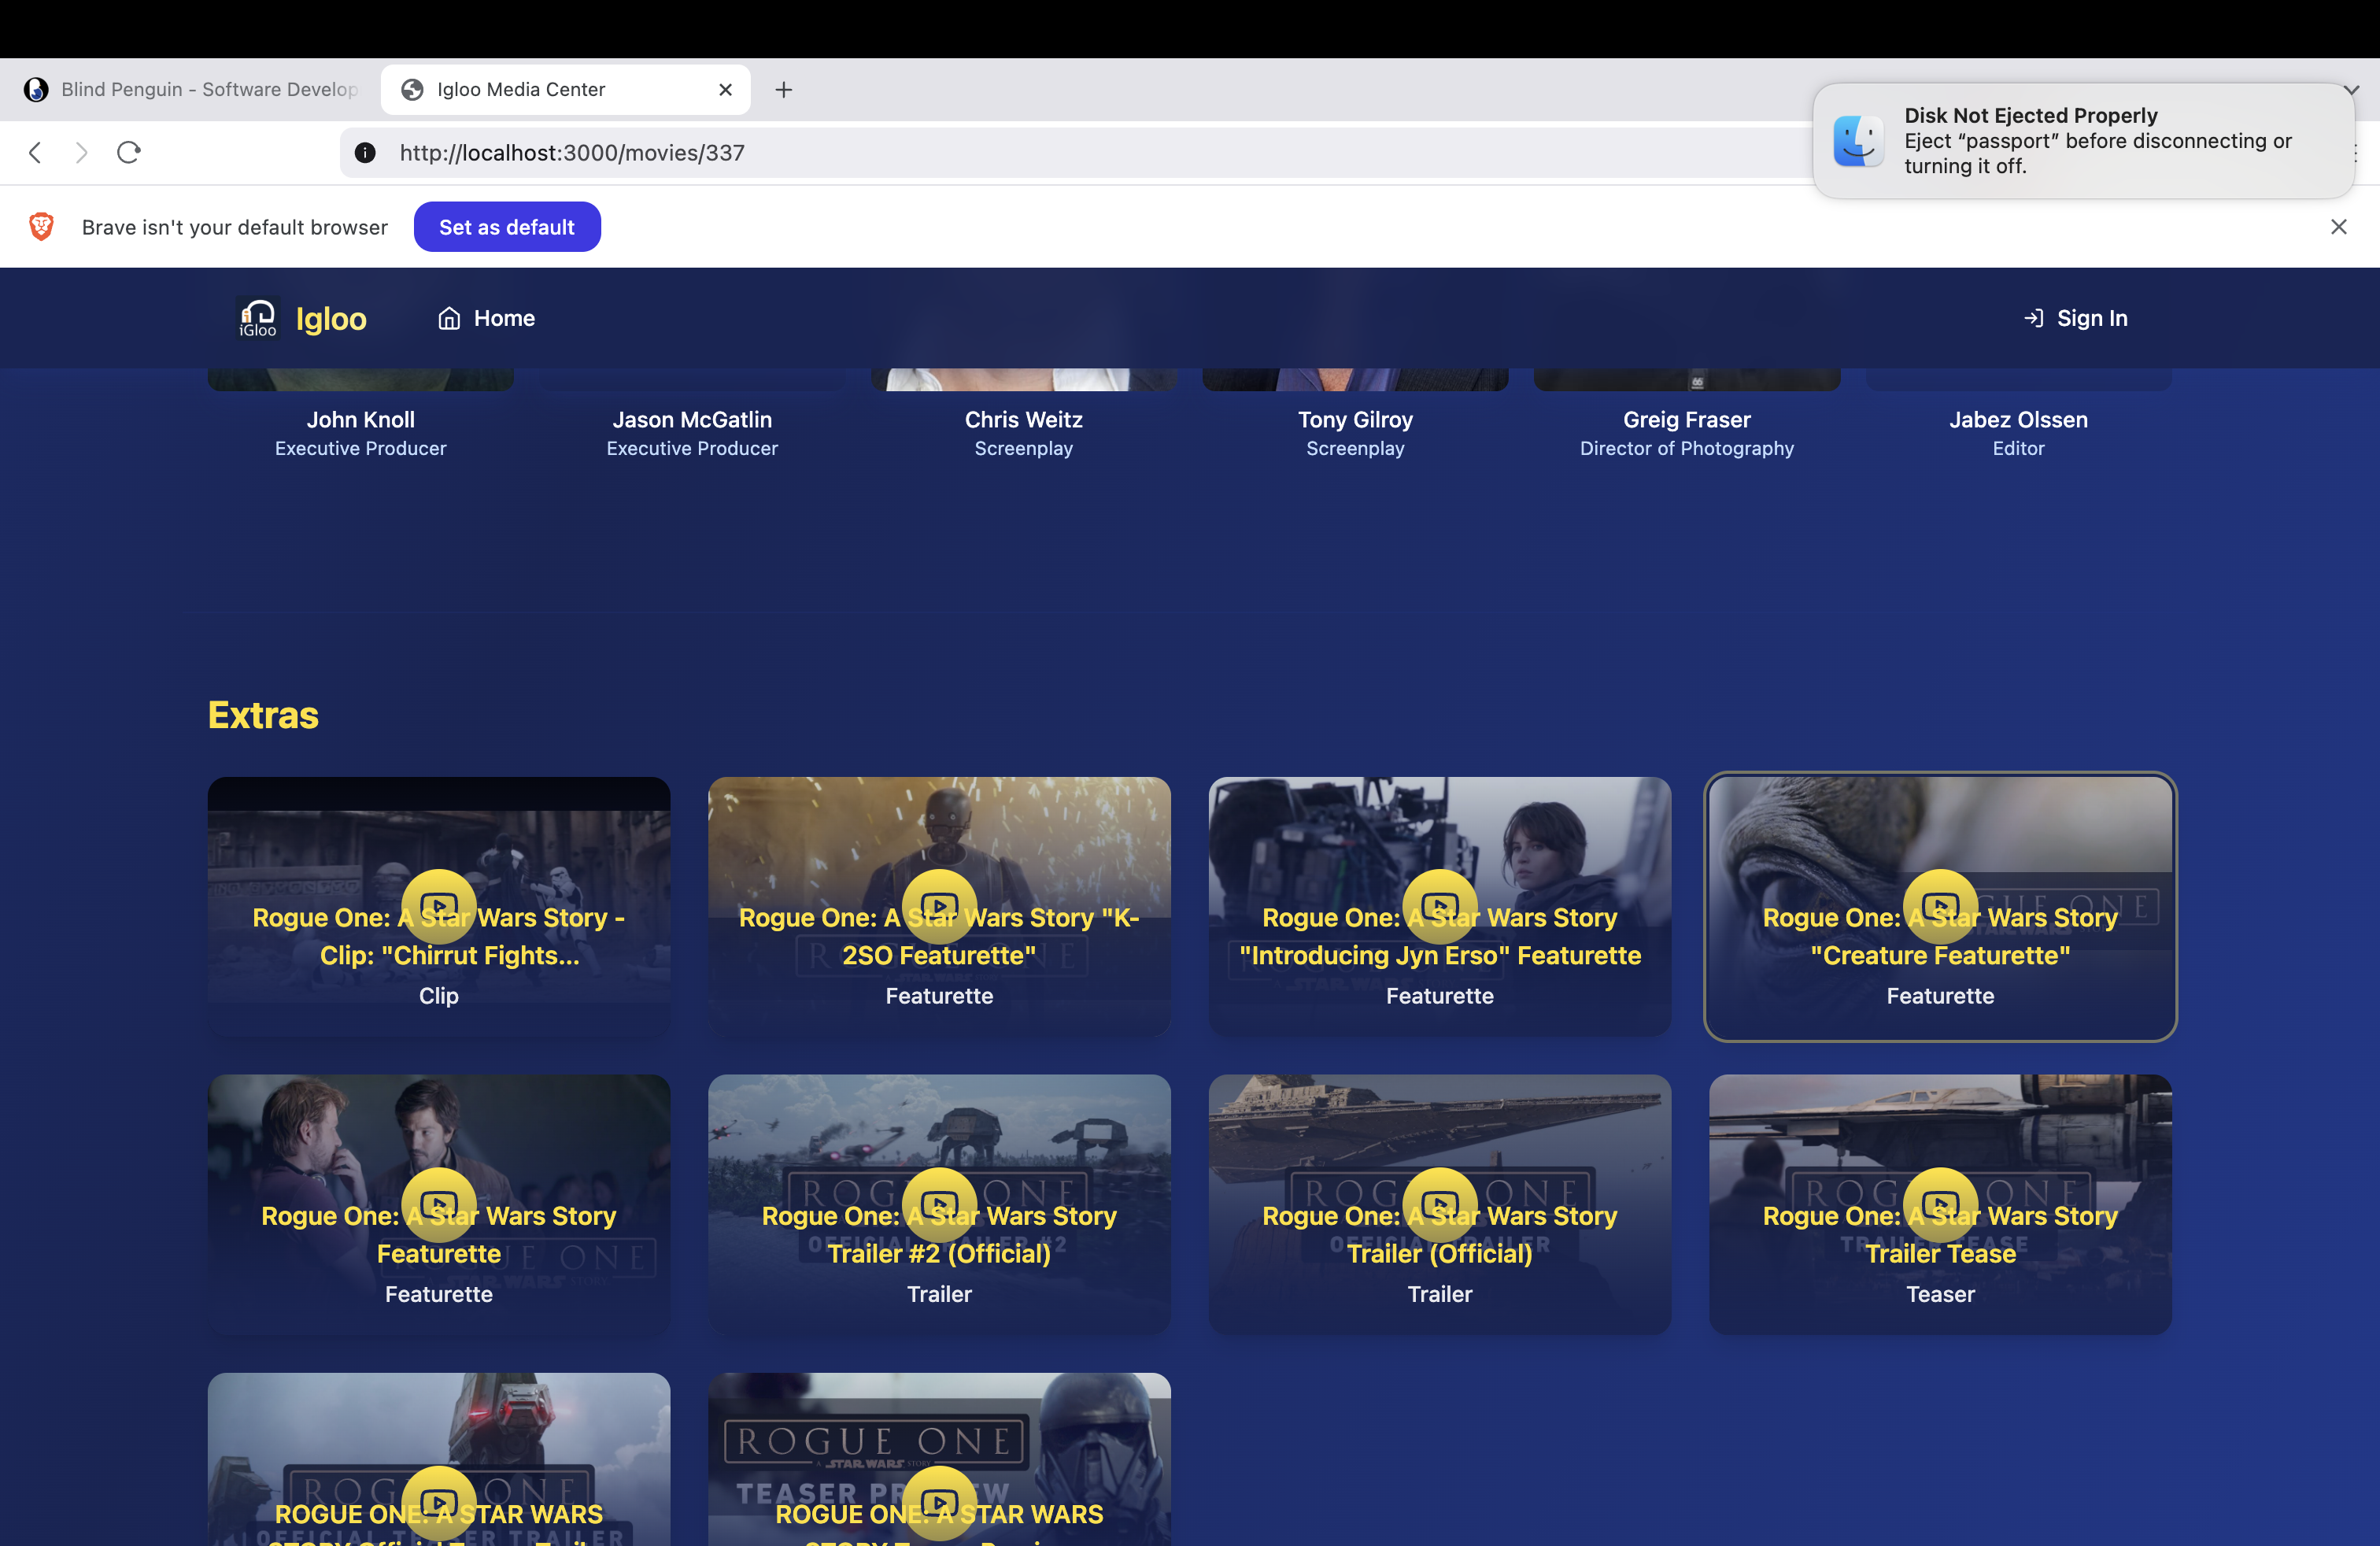 Blind Penguin - Software Develop
Igloo Media Center
http://localhost:3000/movies/337
Disk Not Ejected Properly
Eject “passport” before disconnecting or
turning it off.
Brave isn't your default browser
Set as default
iGloo
Igloo
Home
Sign In
John Knoll
Executive Producer
Jason McGatlin
Executive Producer
Chris Weitz
Screenplay
Tony Gilroy
Screenplay
Greig Fraser
Director of Photography
Jabez Olssen
Editor
Extras
Rogue One: A Star Wars Story -
Clip: "Chirrut Fights...
Clip
Rogue One: A Star Wars Story "K-
2SO Featurette"
Featurette
Rogue One: A Star Wars Story
"Introducing Jyn Erso" Featurette
Featurette
Rogue One: A Star Wars Story
"Creature Featurette"
Featurette
Rogue One: A Star Wars Story
Featurette
Featurette
Rogue One: A Star Wars Story
Trailer #2 (Official)
Trailer
Rogue One: A Star Wars Story
Trailer (Official)
Trailer
Rogue One: A Star Wars Story
Trailer Tease
Teaser
ROGUE ONE: A STAR WARS
ROGUE ONE
A STAR WARS STORY
ROGUE ONE: A STAR WARS